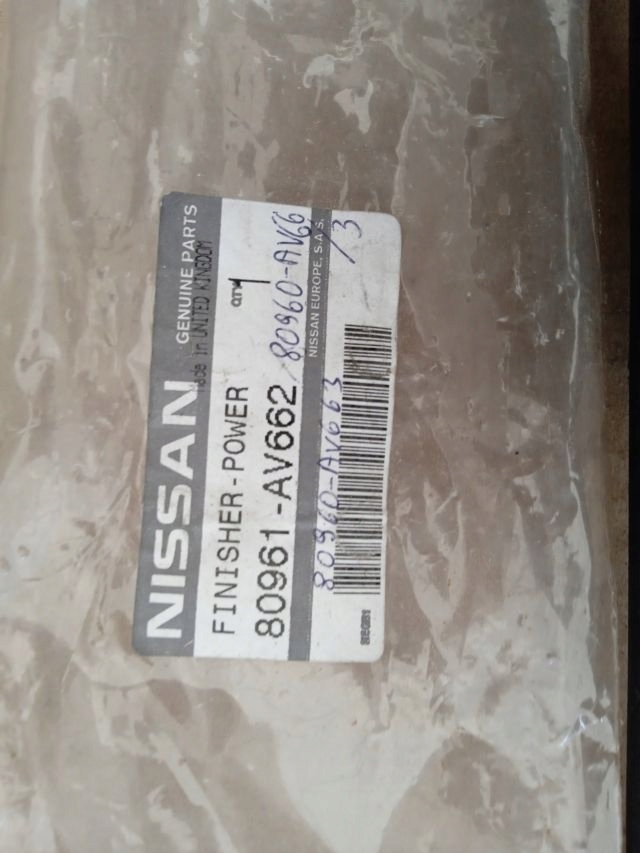 NISSAN GENUINE PARTS
Made in UNITED KINGDOM
FINISHER-POWER 1
80961-AV662 80960-AV66
NISSAN EUROPE, S.A.S. /3
80960-AV663